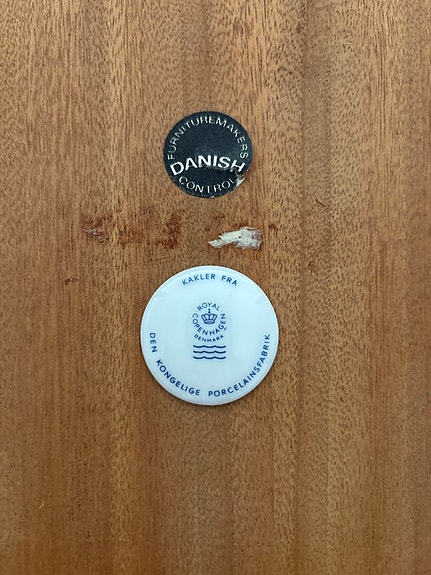 FURNITUREMAKERS
DANISH
CONTROL
KAKLER FRA
ROYAL
COPENHAGEN
DENMARK
DEN KONGELIGE PORCELAINSFABRIK